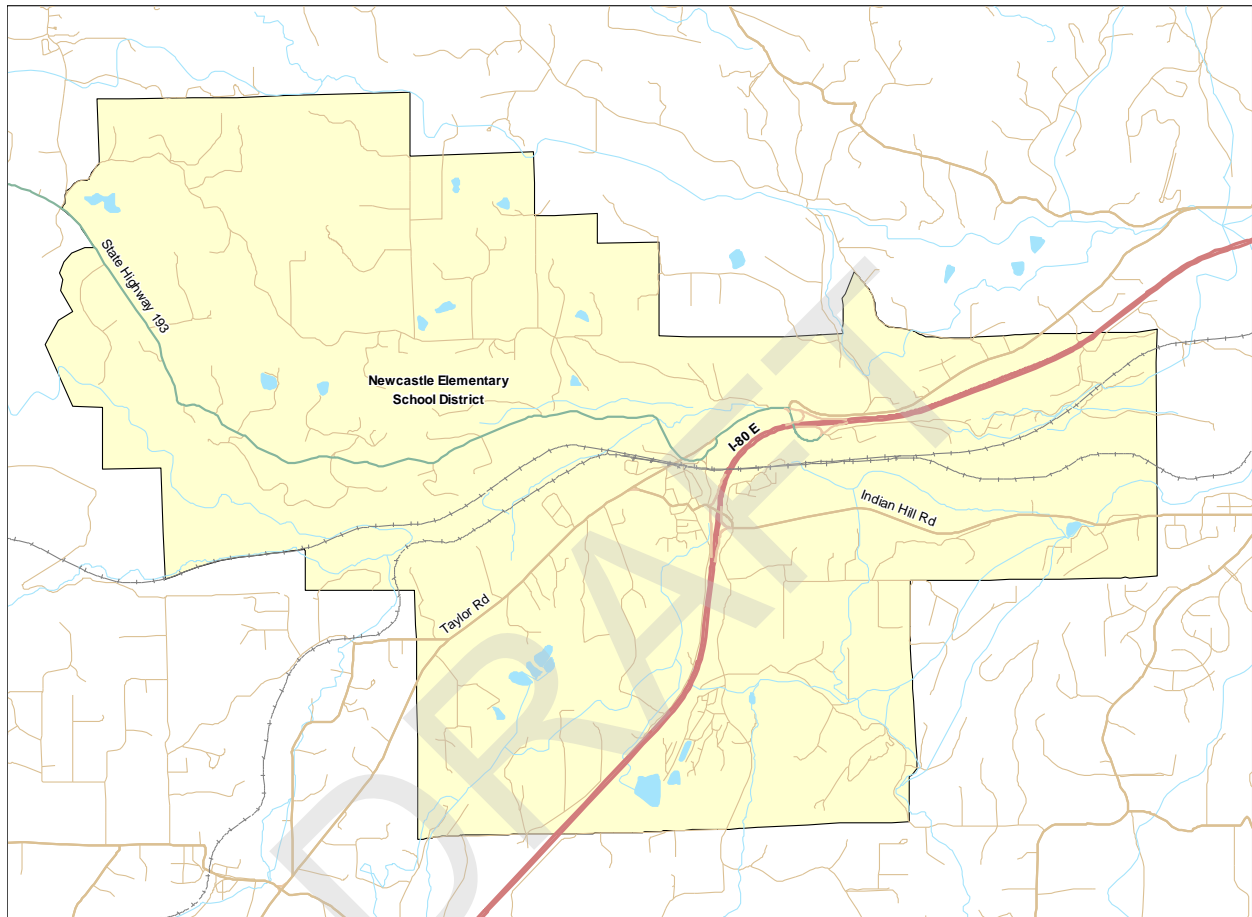 State Highway 193
Newcastle Elementary
School District
I-80 E
Indian Hill Rd
Taylor Rd
DRAFT